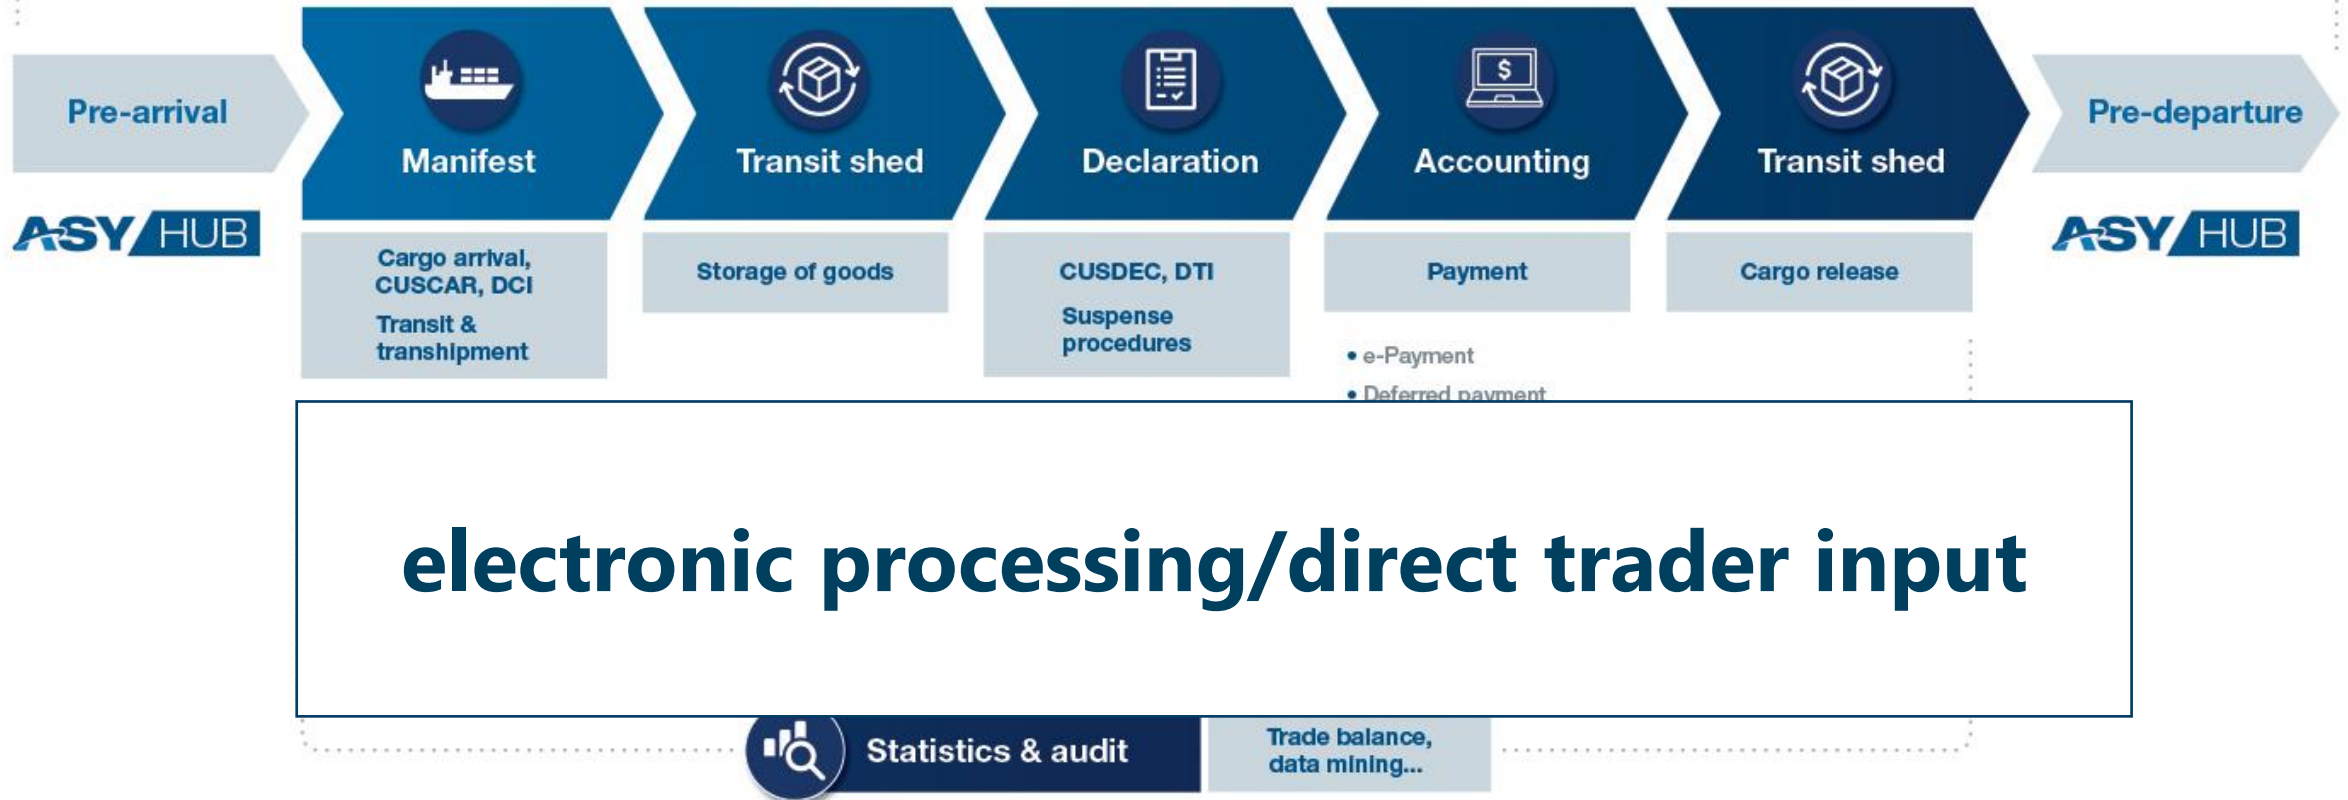 Pre-arrival
ASY/HUB
Manifest
Cargo arrival,
CUSCAR, DCI
Transit &
transhipment
Transit shed
Storage of goods
Declaration
CUSDEC, DTI
Suspense
procedures
Accounting
$
Payment
• e-Payment
• Deferred payment
Transit shed
Cargo release
Pre-departure
ASY/HUB
electronic processing/direct trader input
Statistics & audit
Trade balance,
data mining...